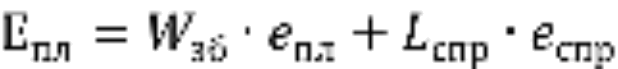 Eпл = Wзб · eпл + Lспр · eспр